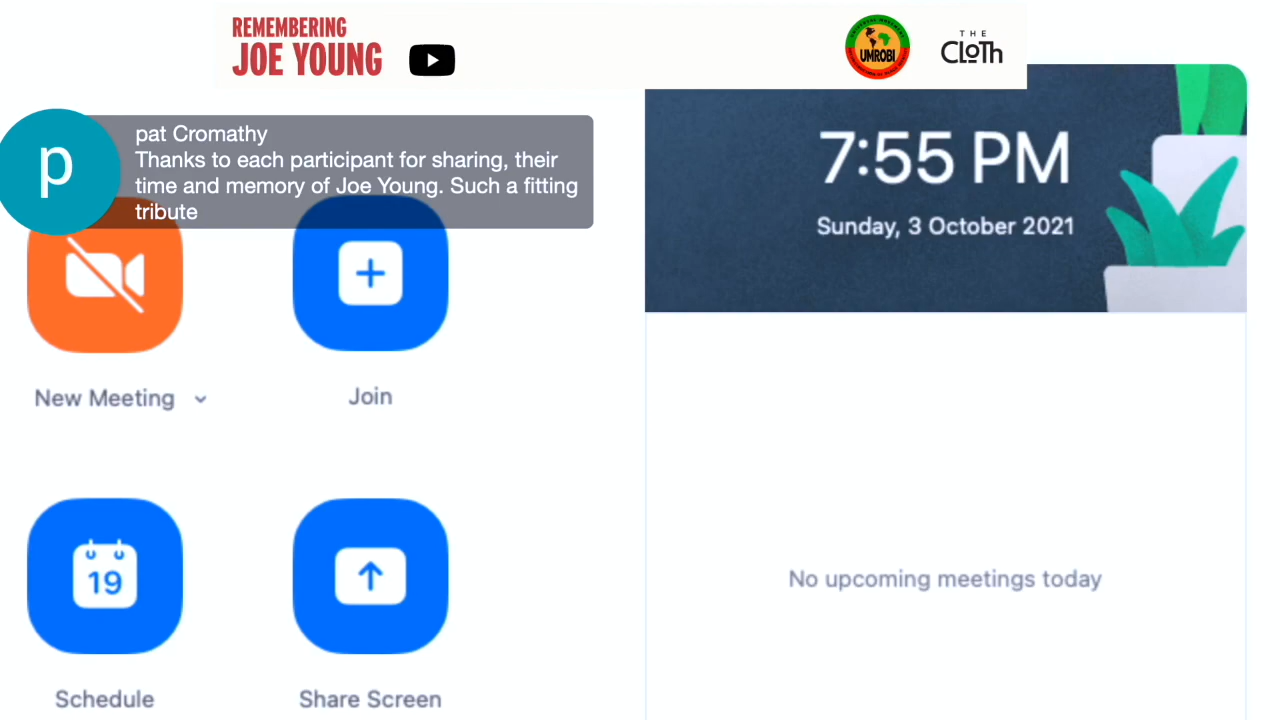 REMEMBERING
JOE YOUNG
UMROBI
THE
CLOTH
7:55 PM
Sunday, 3 October 2021
p
pat Cromathy
Thanks to each participant for sharing, their
time and memory of Joe Young. Such a fitting
tribute
New Meeting
Join
19
No upcoming meetings today
Schedule
Share Screen